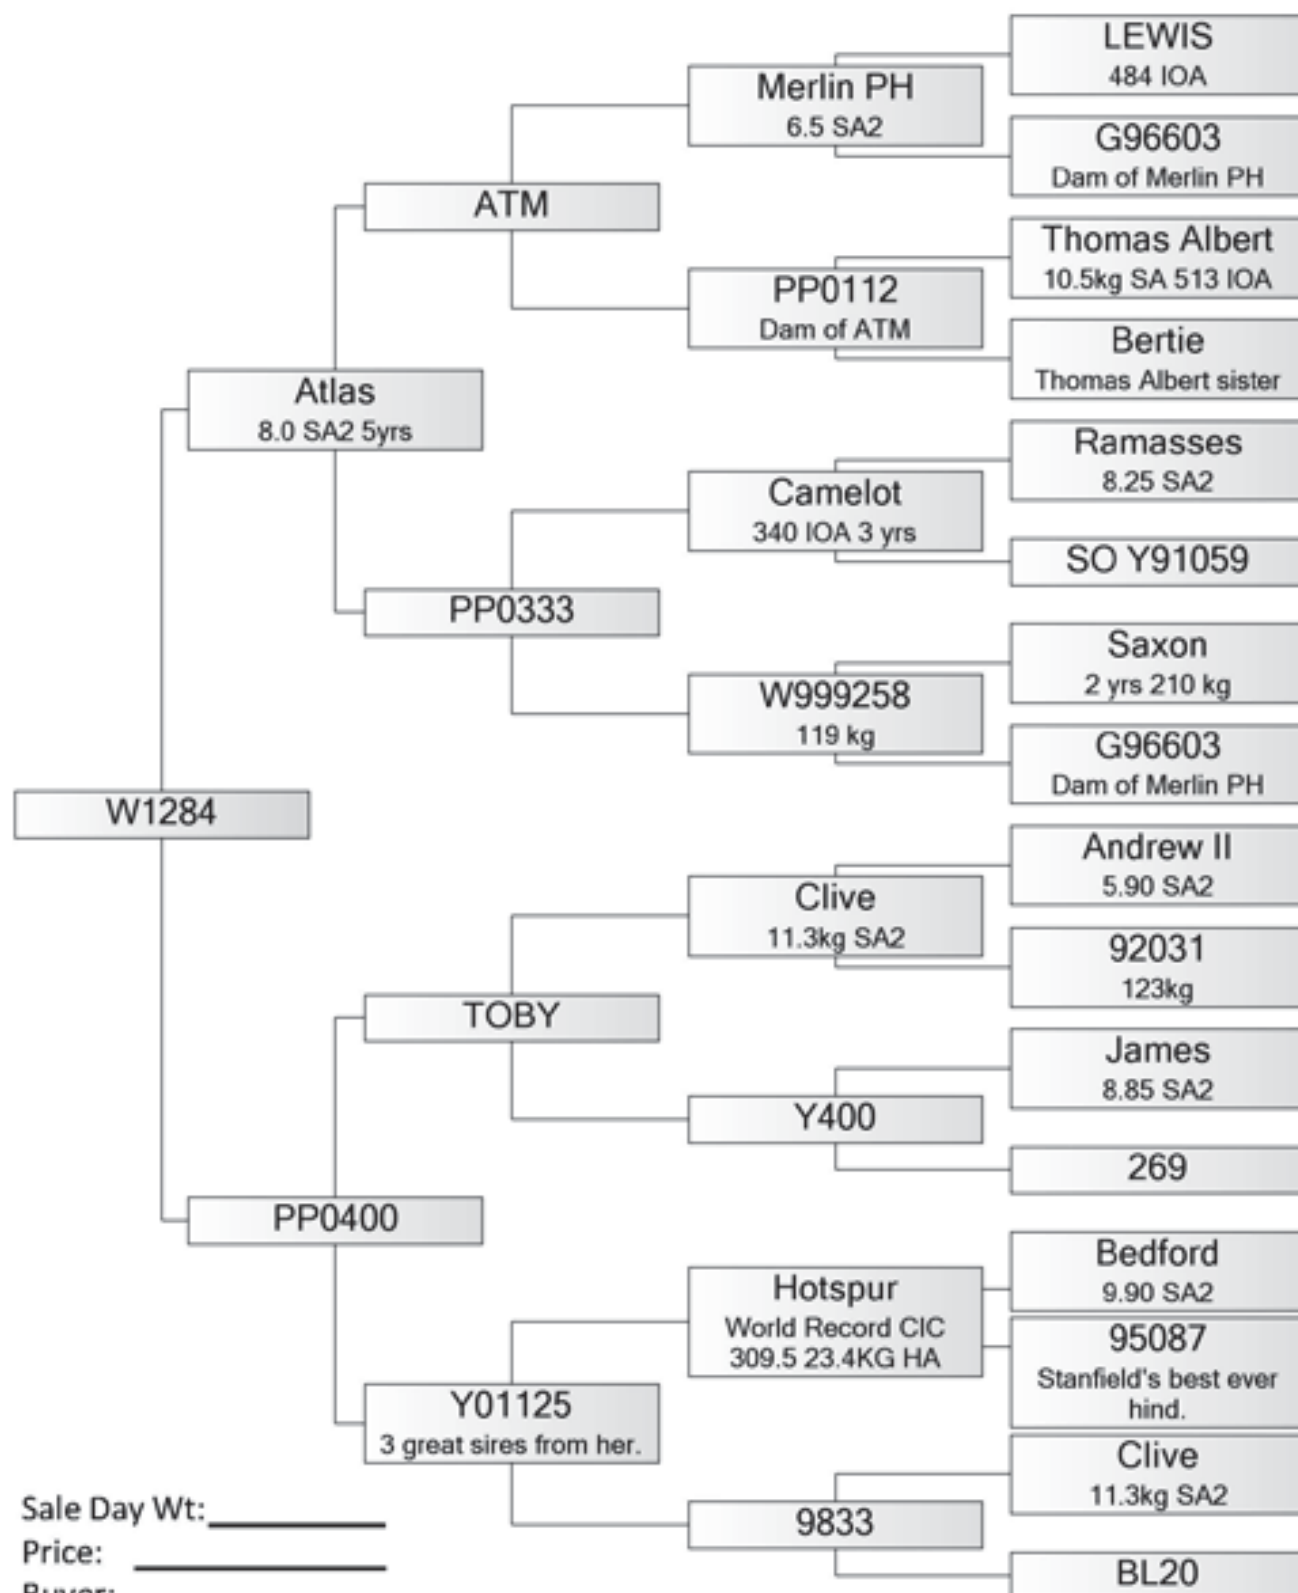 LEWIS
484 IOA
Merlin PH
6.5 SA2
G96603
Dam of Merlin PH
ATM
Thomas Albert
10.5kg SA 513 IOA
PP0112
Dam of ATM
Bertie
Thomas Albert sister
Atlas
8.0 SA2 5yrs
Ramasses
8.25 SA2
Camelot
340 IOA 3 yrs
SO Y91059
PP0333
Saxon
2 yrs 210 kg
W999258
119 kg
G96603
Dam of Merlin PH
W1284
Andrew II
5.90 SA2
Clive
11.3kg SA2
92031
123kg
TOBY
James
8.85 SA2
Y400
269
PP0400
Bedford
9.90 SA2
Hotspur
World Record CIC
309.5 23.4KG HA
95087
Stanfield's best ever
hind.
Y01125
3 great sires from her.
Clive
11.3kg SA2
9833
BL20
Sale Day Wt:
Price:
Buyer: